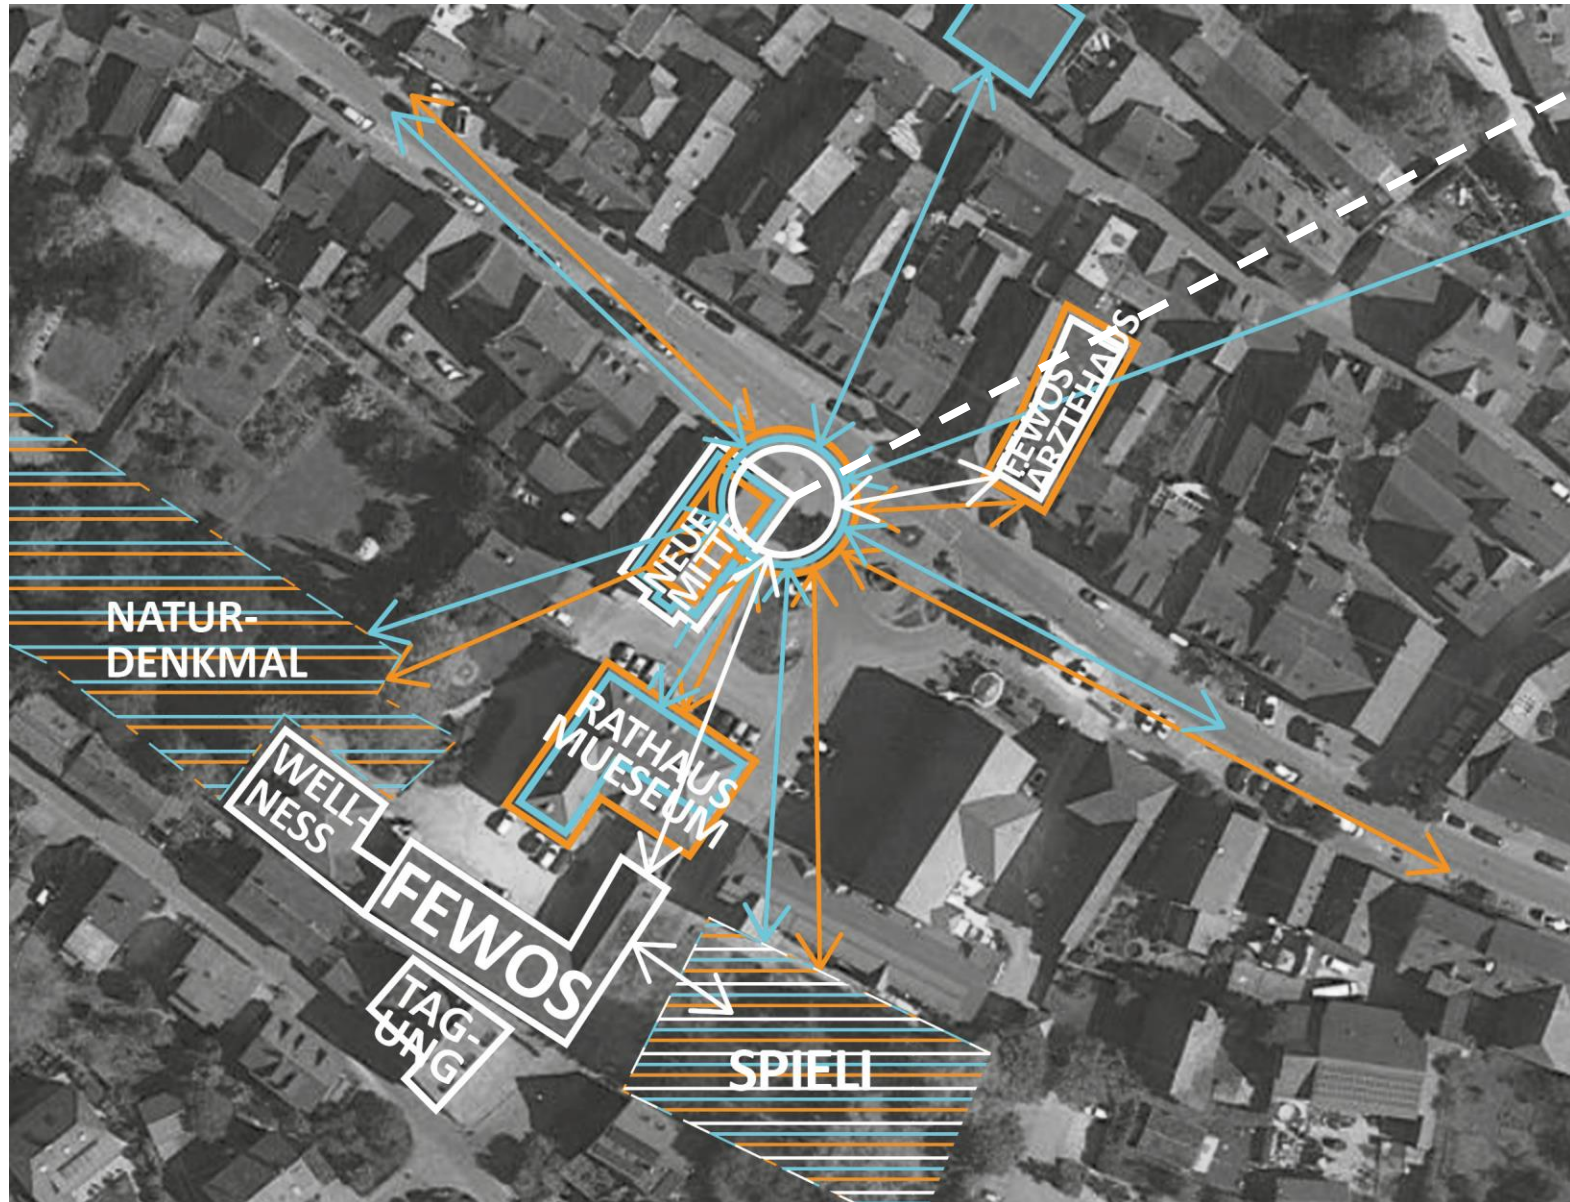 FEWOS
ÄRZTEHAUS
NEUE
MITTE
NATUR-
DENKMAL
RATHAUS
MUESEUM
WELL-
NESS
FEWOS
TAG-
UNG
SPIELI